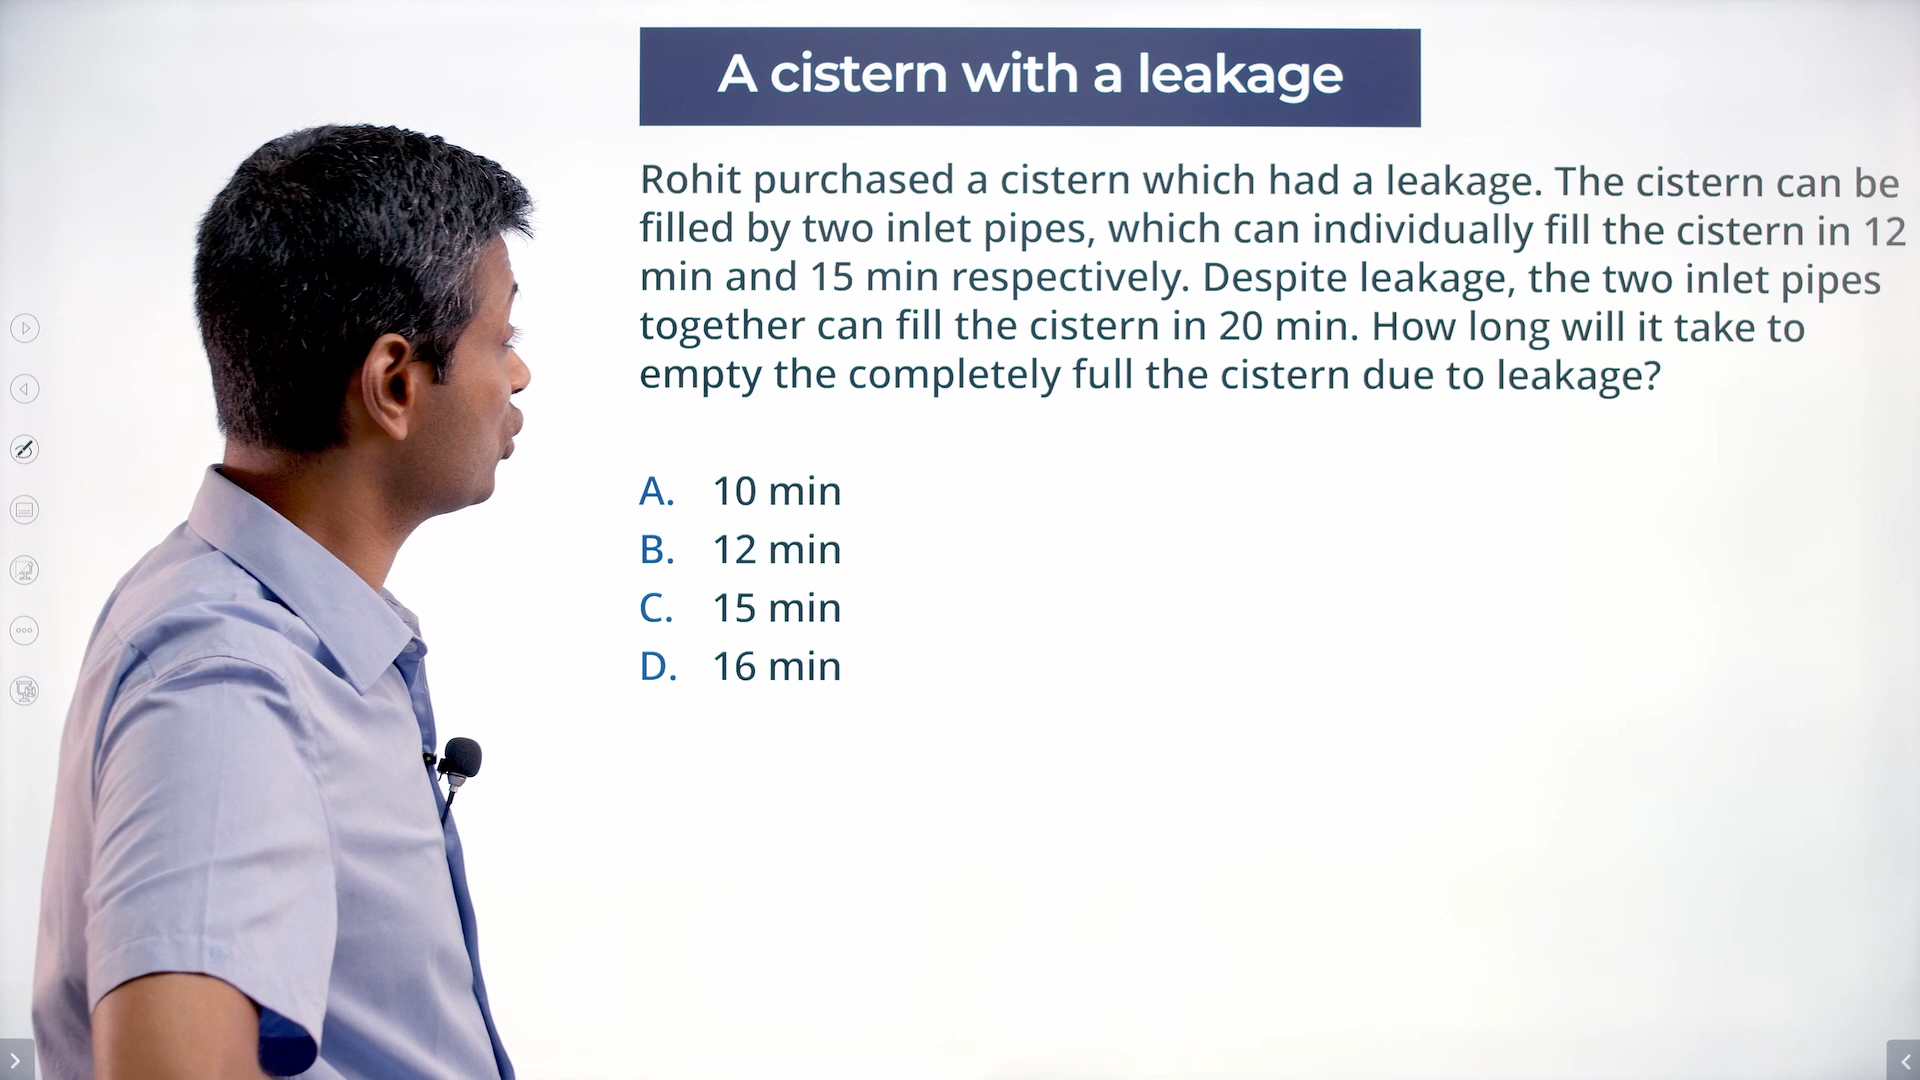 A cistern with a leakage
Rohit purchased a cistern which had a leakage. The cistern can be
filled by two inlet pipes, which can individually fill the cistern in 12
min and 15 min respectively. Despite leakage, the two inlet pipes
together can fill the cistern in 20 min. How long will it take to
empty the completely full the cistern due to leakage?
A. 10 min
B. 12 min
C. 15 min
D. 16 min